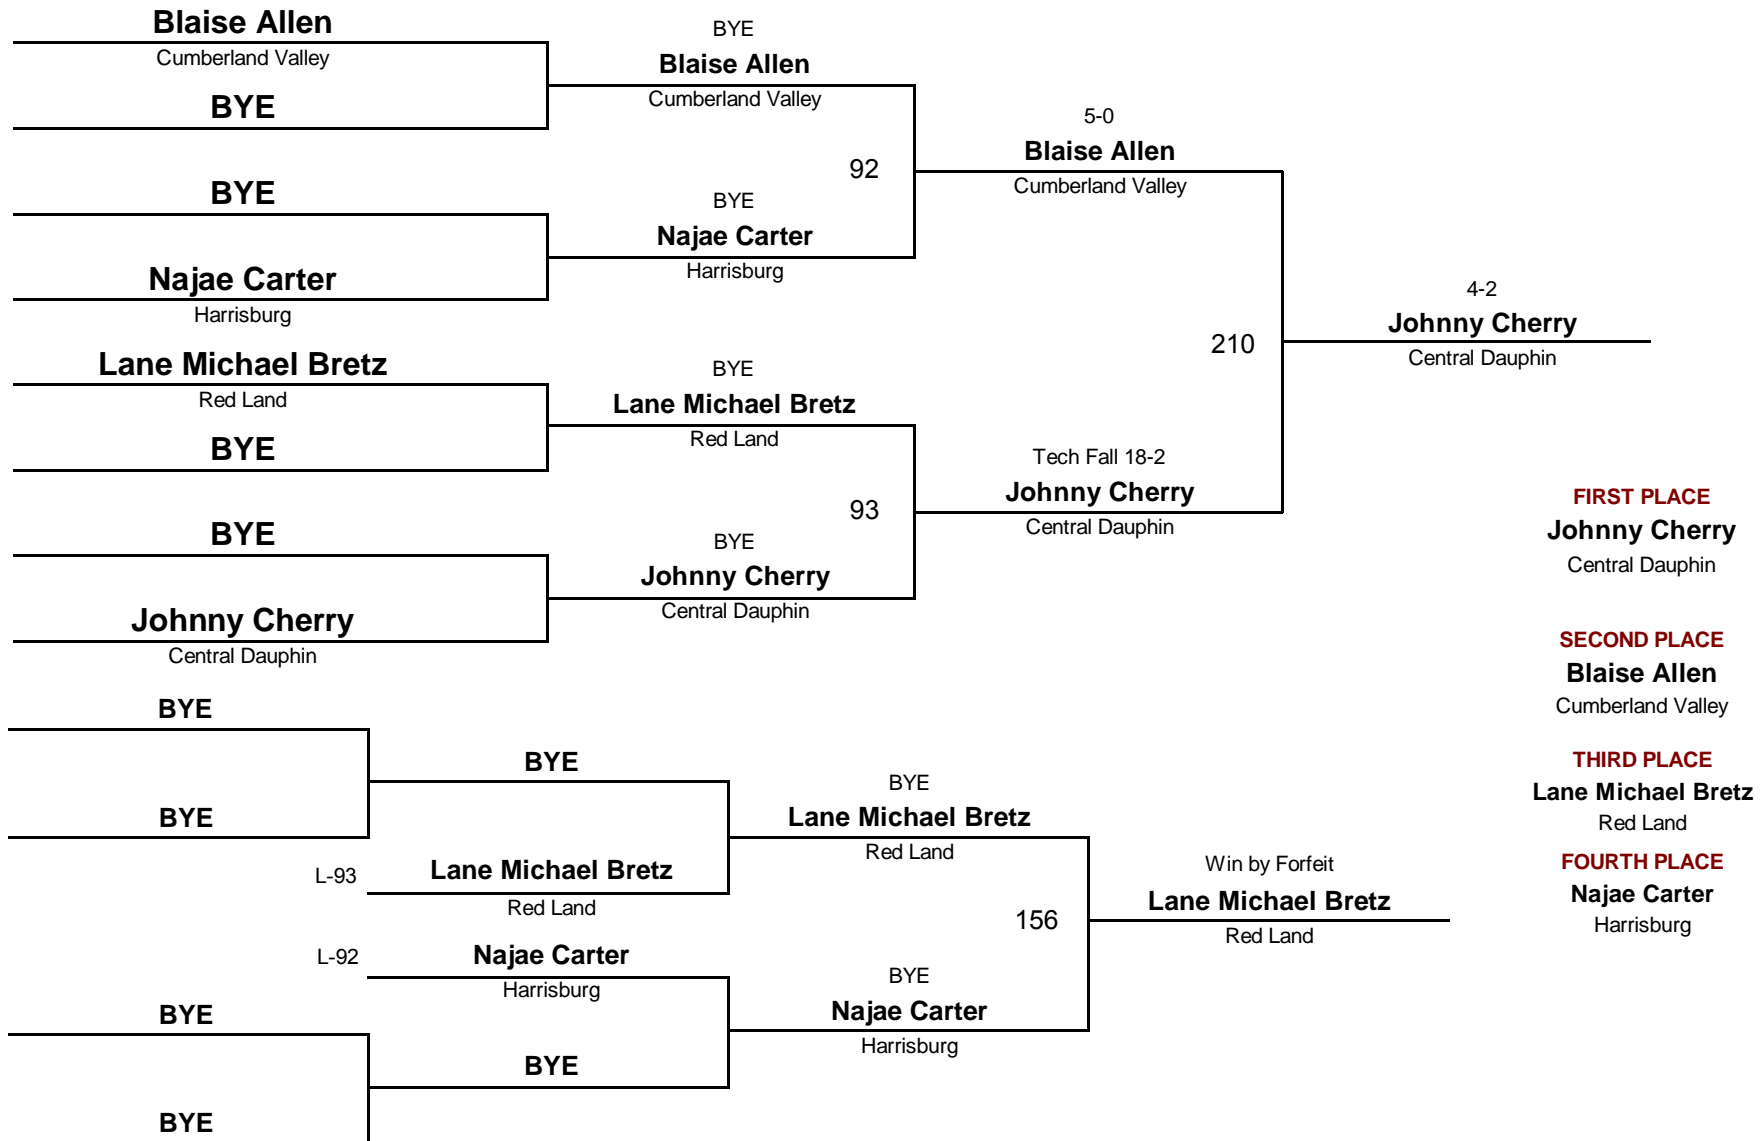 Blaise Allen
Cumberland Valley
BYE
BYE
Najae Carter
Harrisburg
Lane Michael Bretz
Red Land
BYE
BYE
Johnny Cherry
Central Dauphin
BYE
Blaise Allen
Cumberland Valley
92
BYE
Najae Carter
Harrisburg
BYE
Lane Michael Bretz
Red Land
93
BYE
Johnny Cherry
Central Dauphin
5-0
Blaise Allen
Cumberland Valley
210
Tech Fall 18-2
Johnny Cherry
Central Dauphin
4-2
Johnny Cherry
Central Dauphin
FIRST PLACE
Johnny Cherry
Central Dauphin
SECOND PLACE
Blaise Allen
Cumberland Valley
THIRD PLACE
Lane Michael Bretz
Red Land
FOURTH PLACE
Najae Carter
Harrisburg
BYE
BYE
BYE
L-93
Lane Michael Bretz
Red Land
L-92
Najae Carter
Harrisburg
BYE
BYE
BYE
BYE
Lane Michael Bretz
Red Land
156
BYE
Najae Carter
Harrisburg
Win by Forfeit
Lane Michael Bretz
Red Land